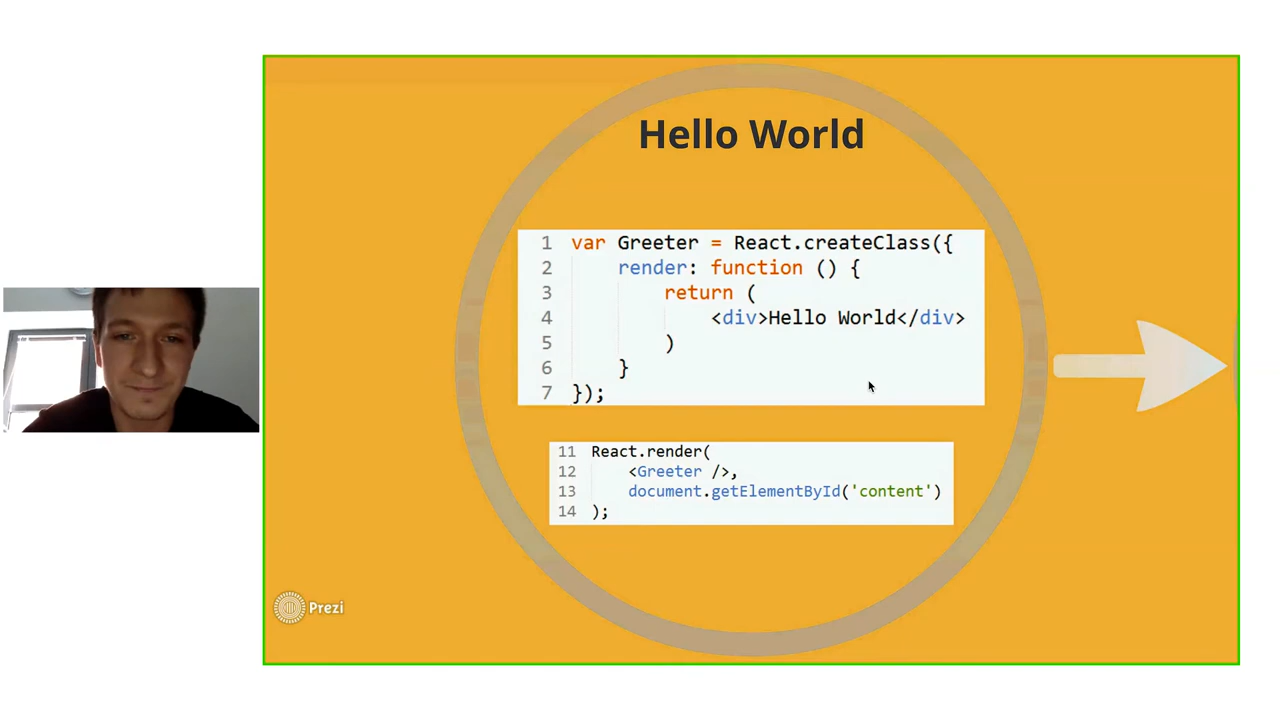 Hello World
1 var Greeter = React.createClass({
2 render: function () {
3 return (
4 <div>Hello World</div>
5 )
6 }
7 });
11 React.render(
12 <Greeter />,
13 document.getElementById('content')
14 );
Prezi